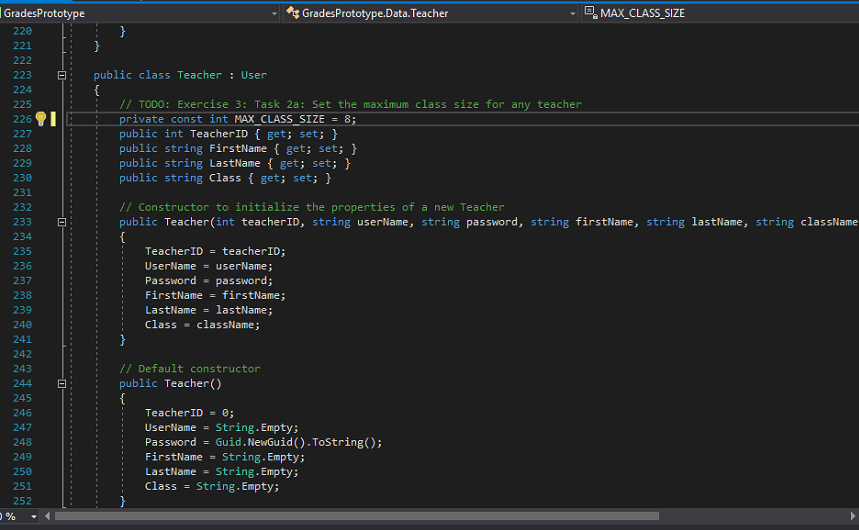 GradesPrototype GradesPrototype.Data.Teacher MAX_CLASS_SIZE
220 }
221 }
222
223 public class Teacher : User
224 {
225 // TODO: Exercise 3: Task 2a: Set the maximum class size for any teacher
226 private const int MAX_CLASS_SIZE = 8;
227 public int TeacherID { get; set; }
228 public string FirstName { get; set; }
229 public string LastName { get; set; }
230 public string Class { get; set; }
231
232 // Constructor to initialize the properties of a new Teacher
233 public Teacher(int teacherID, string userName, string password, string firstName, string lastName, string className
234 {
235 TeacherID = teacherID;
236 UserName = userName;
237 Password = password;
238 FirstName = firstName;
239 LastName = lastName;
240 Class = className;
241 }
242
243 // Default constructor
244 public Teacher()
245 {
246 TeacherID = 0;
247 UserName = String.Empty;
248 Password = Guid.NewGuid().ToString();
249 FirstName = String.Empty;
250 LastName = String.Empty;
251 Class = String.Empty;
252 }
0 %